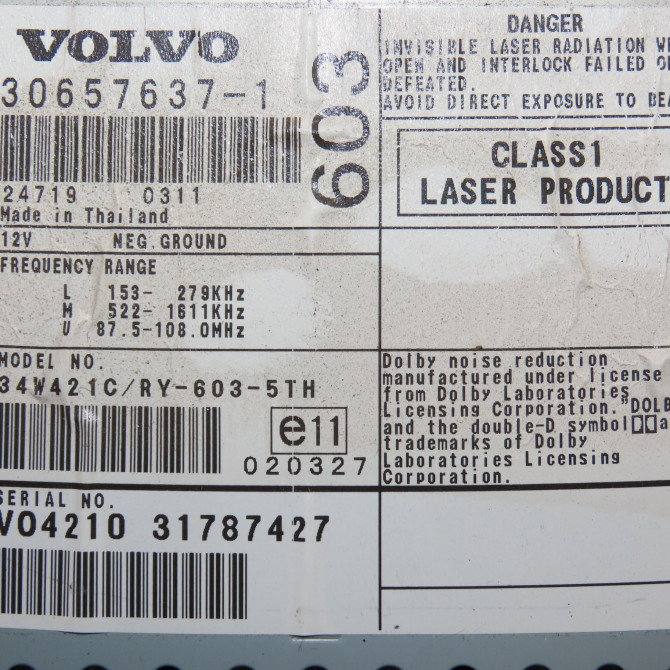 VOLVO
30657637-1
603
24719 0311
Made in Thailand
12V NEG.GROUND
FREQUENCY RANGE
L 153- 279KHz
M 522- 1611KHz
U 87.5-108.0MHz
MODEL NO.
34W421C/RY-603-5TH
e11
020327
SERIAL NO.
V04210 31787427
DANGER
INVISIBLE LASER RADIATION
OPEN AND INTERLOCK FAILED
DEFEATED.
AVOID DIRECT EXPOSURE TO
CLASS1
LASER PRODUCT
Dolby noise reduction
manufactured under license
from Dolby Laboratories
Licensing Corporation. "DOLB
and the double-D symbol
trademarks of Dolby
Laboratories Licensing
Corporation.